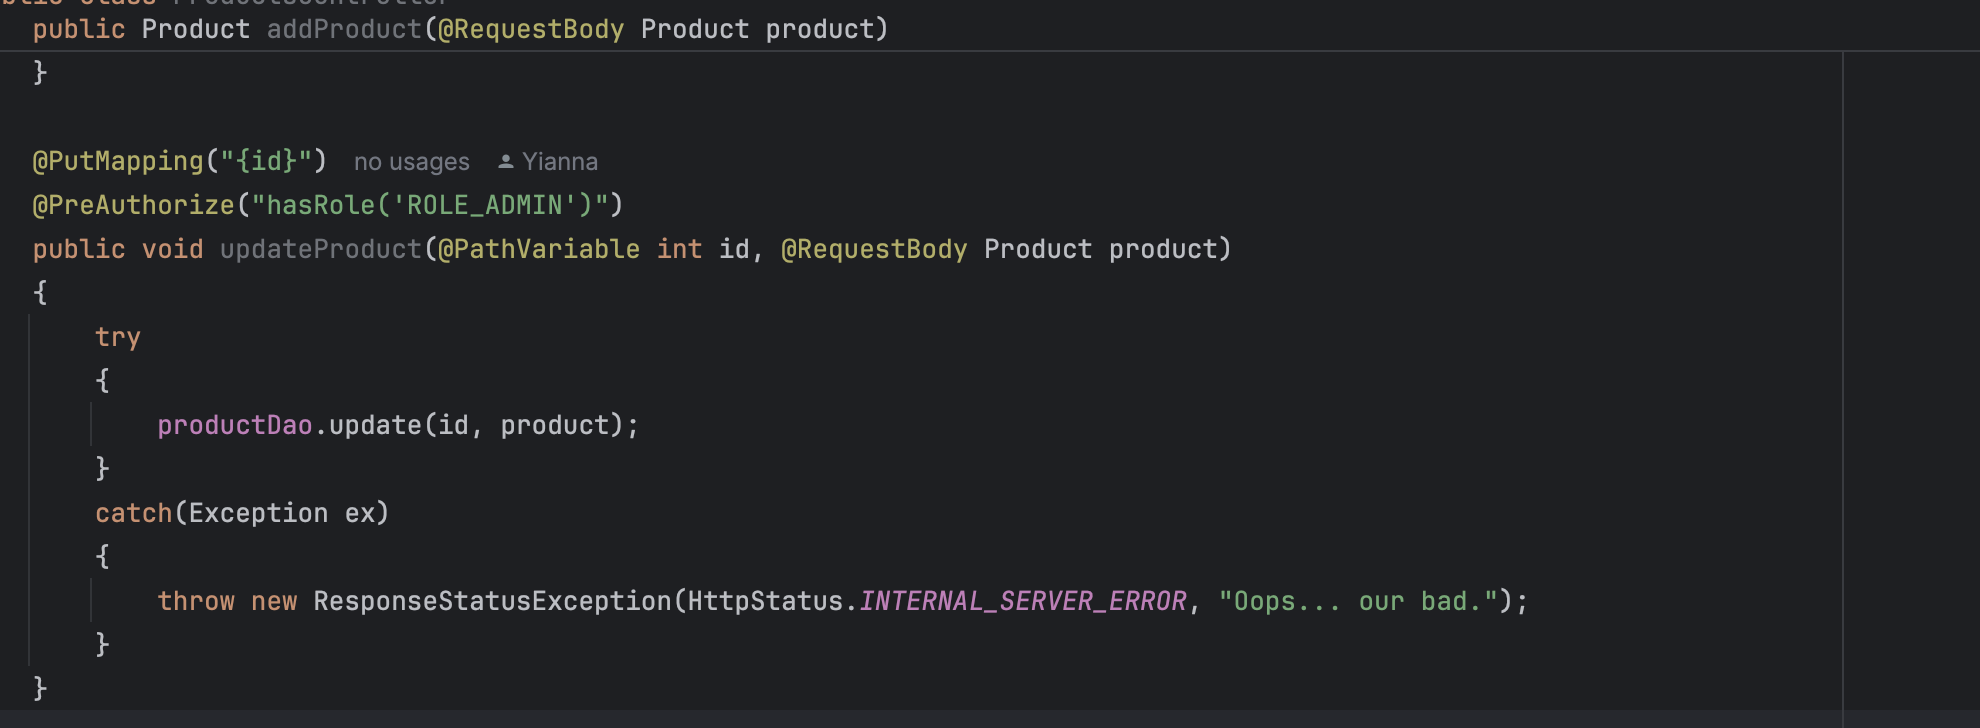 public Product addProduct(@RequestBody Product product)
}
@PutMapping("{id}") no usages Yianna
@PreAuthorize("hasRole('ROLE_ADMIN')")
public void updateProduct(@PathVariable int id, @RequestBody Product product)
{
try
{
productDao.update(id, product);
}
catch(Exception ex)
{
throw new ResponseStatusException(HttpStatus.INTERNAL_SERVER_ERROR, "Oops... our bad.");
}
}